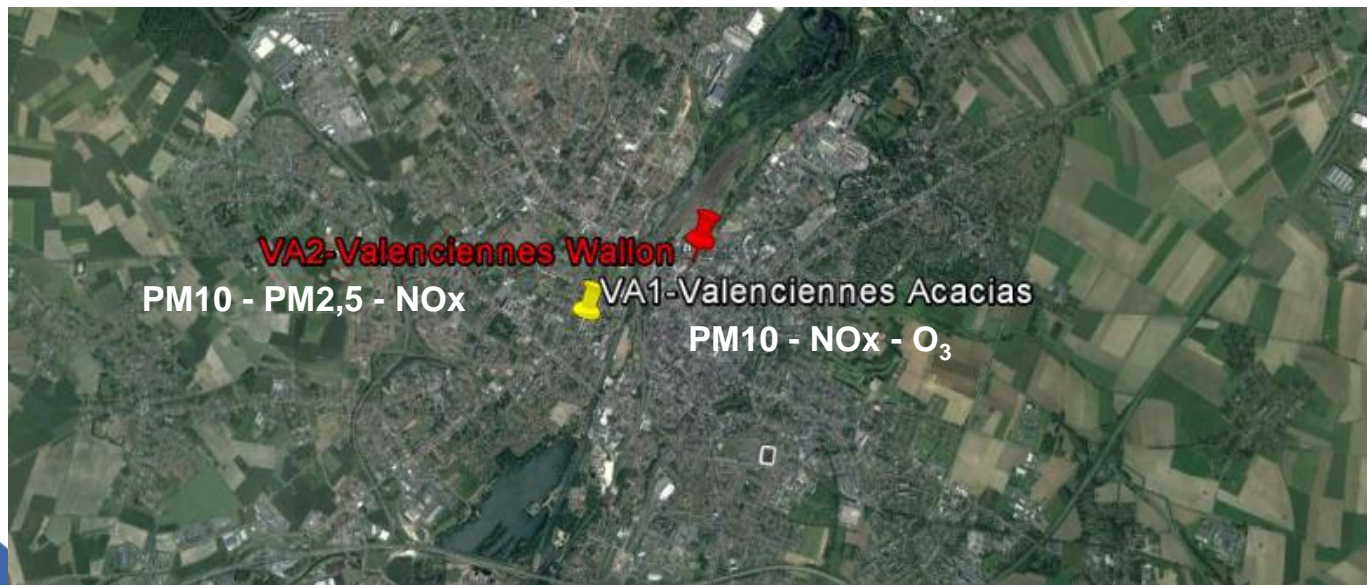 VA2-Valenciennes Wallon
PM10 - PM2,5 - NOx
VA1-Valenciennes Acacias
PM10 - NOx - O₃